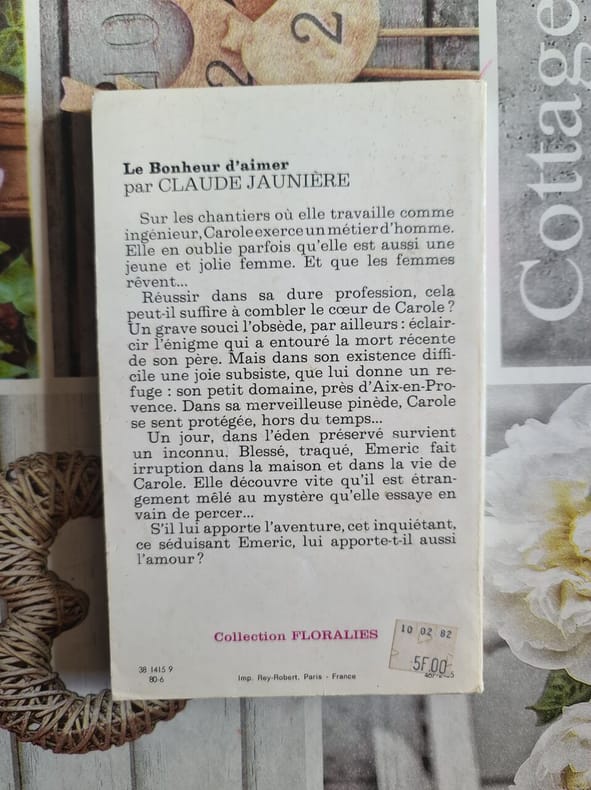 10
2
2
Cottage
Le Bonheur d'aimer
par CLAUDE JAUNIÈRE
Sur les chantiers où elle travaille comme
ingénieur, Carole exerce un métier d'homme.
Elle en oublie parfois qu'elle est aussi une
jeune et jolie femme. Et que les femmes
rêvent...
Réussir dans sa dure profession, cela
peut-il suffire à combler le cœur de Carole ?
Un grave souci l'obsède, par ailleurs : éclair-
cir l'énigme qui a entouré la mort récente
de son père. Mais dans son existence diffi-
cile une joie subsiste, que lui donne un re-
fuge : son petit domaine, près d'Aix-en-Pro-
vence. Dans sa merveilleuse pinède, Carole
se sent protégée, hors du temps...
Un jour, dans l'éden préservé survient
un inconnu. Blessé, traqué, Emeric fait
irruption dans la maison et dans la vie de
Carole. Elle découvre vite qu'il est étran-
gement mêlé au mystère qu'elle essaye en
vain de percer...
S'il lui apporte l'aventure, cet inquiétant,
ce séduisant Emeric, lui apporte-t-il aussi
l'amour ?
Collection FLORALIES
10 02 82
5F.00
38 1415 9
80-6
Imp. Rey-Robert. Paris - France